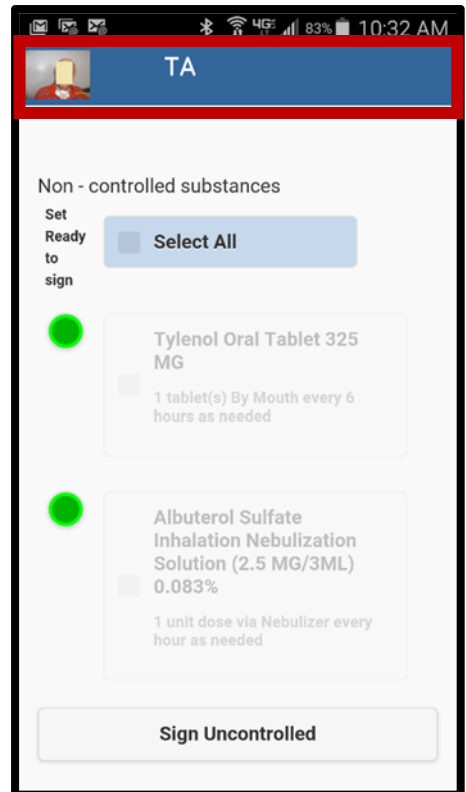 4G 83% 10:32 AM
TA
Non - controlled substances
Set
Ready
to
sign
Select All
Tylenol Oral Tablet 325
MG
1 tablet(s) By Mouth every 6
hours as needed
Albuterol Sulfate
Inhalation Nebulization
Solution (2.5 MG/3ML)
0.083%
1 unit dose via Nebulizer every
hour as needed
Sign Uncontrolled